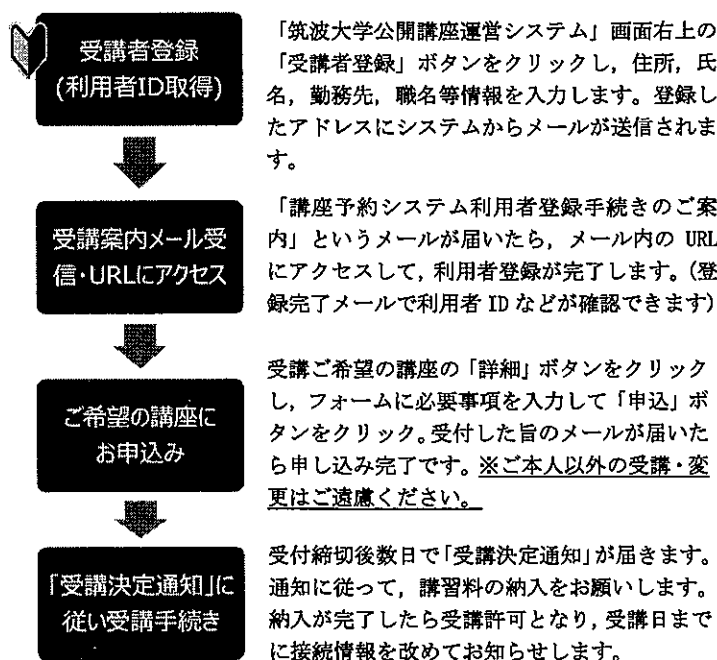 受講者登録
(利用者ID取得)
「筑波大学公開講座運営システム」画面右上の
「受講者登録」ボタンをクリックし，住所，氏
名，勤務先，職名等情報を入力します。登録し
たアドレスにシステムからメールが送信されま
す。
受講案内メール受
信・URLにアクセス
「講座予約システム利用者登録手続きのご案
内」というメールが届いたら，メール内の URL
にアクセスして，利用者登録が完了します。（登
録完了メールで利用者 ID などが確認できます）
ご希望の講座に
お申込み
受講ご希望の講座の「詳細」ボタンをクリック
し，フォームに必要事項を入力して「申込」ボ
タンをクリック。受付した旨のメールが届いた
ら申し込み完了です。※ご本人以外の受講・変
更はご遠慮ください。
「受講決定通知」に
従い受講手続き
受付締切後数日で「受講決定通知」が届きます。
通知に従って，講習料の納入をお願いします。
納入が完了したら受講許可となり，受講日まで
に接続情報を改めてお知らせします。